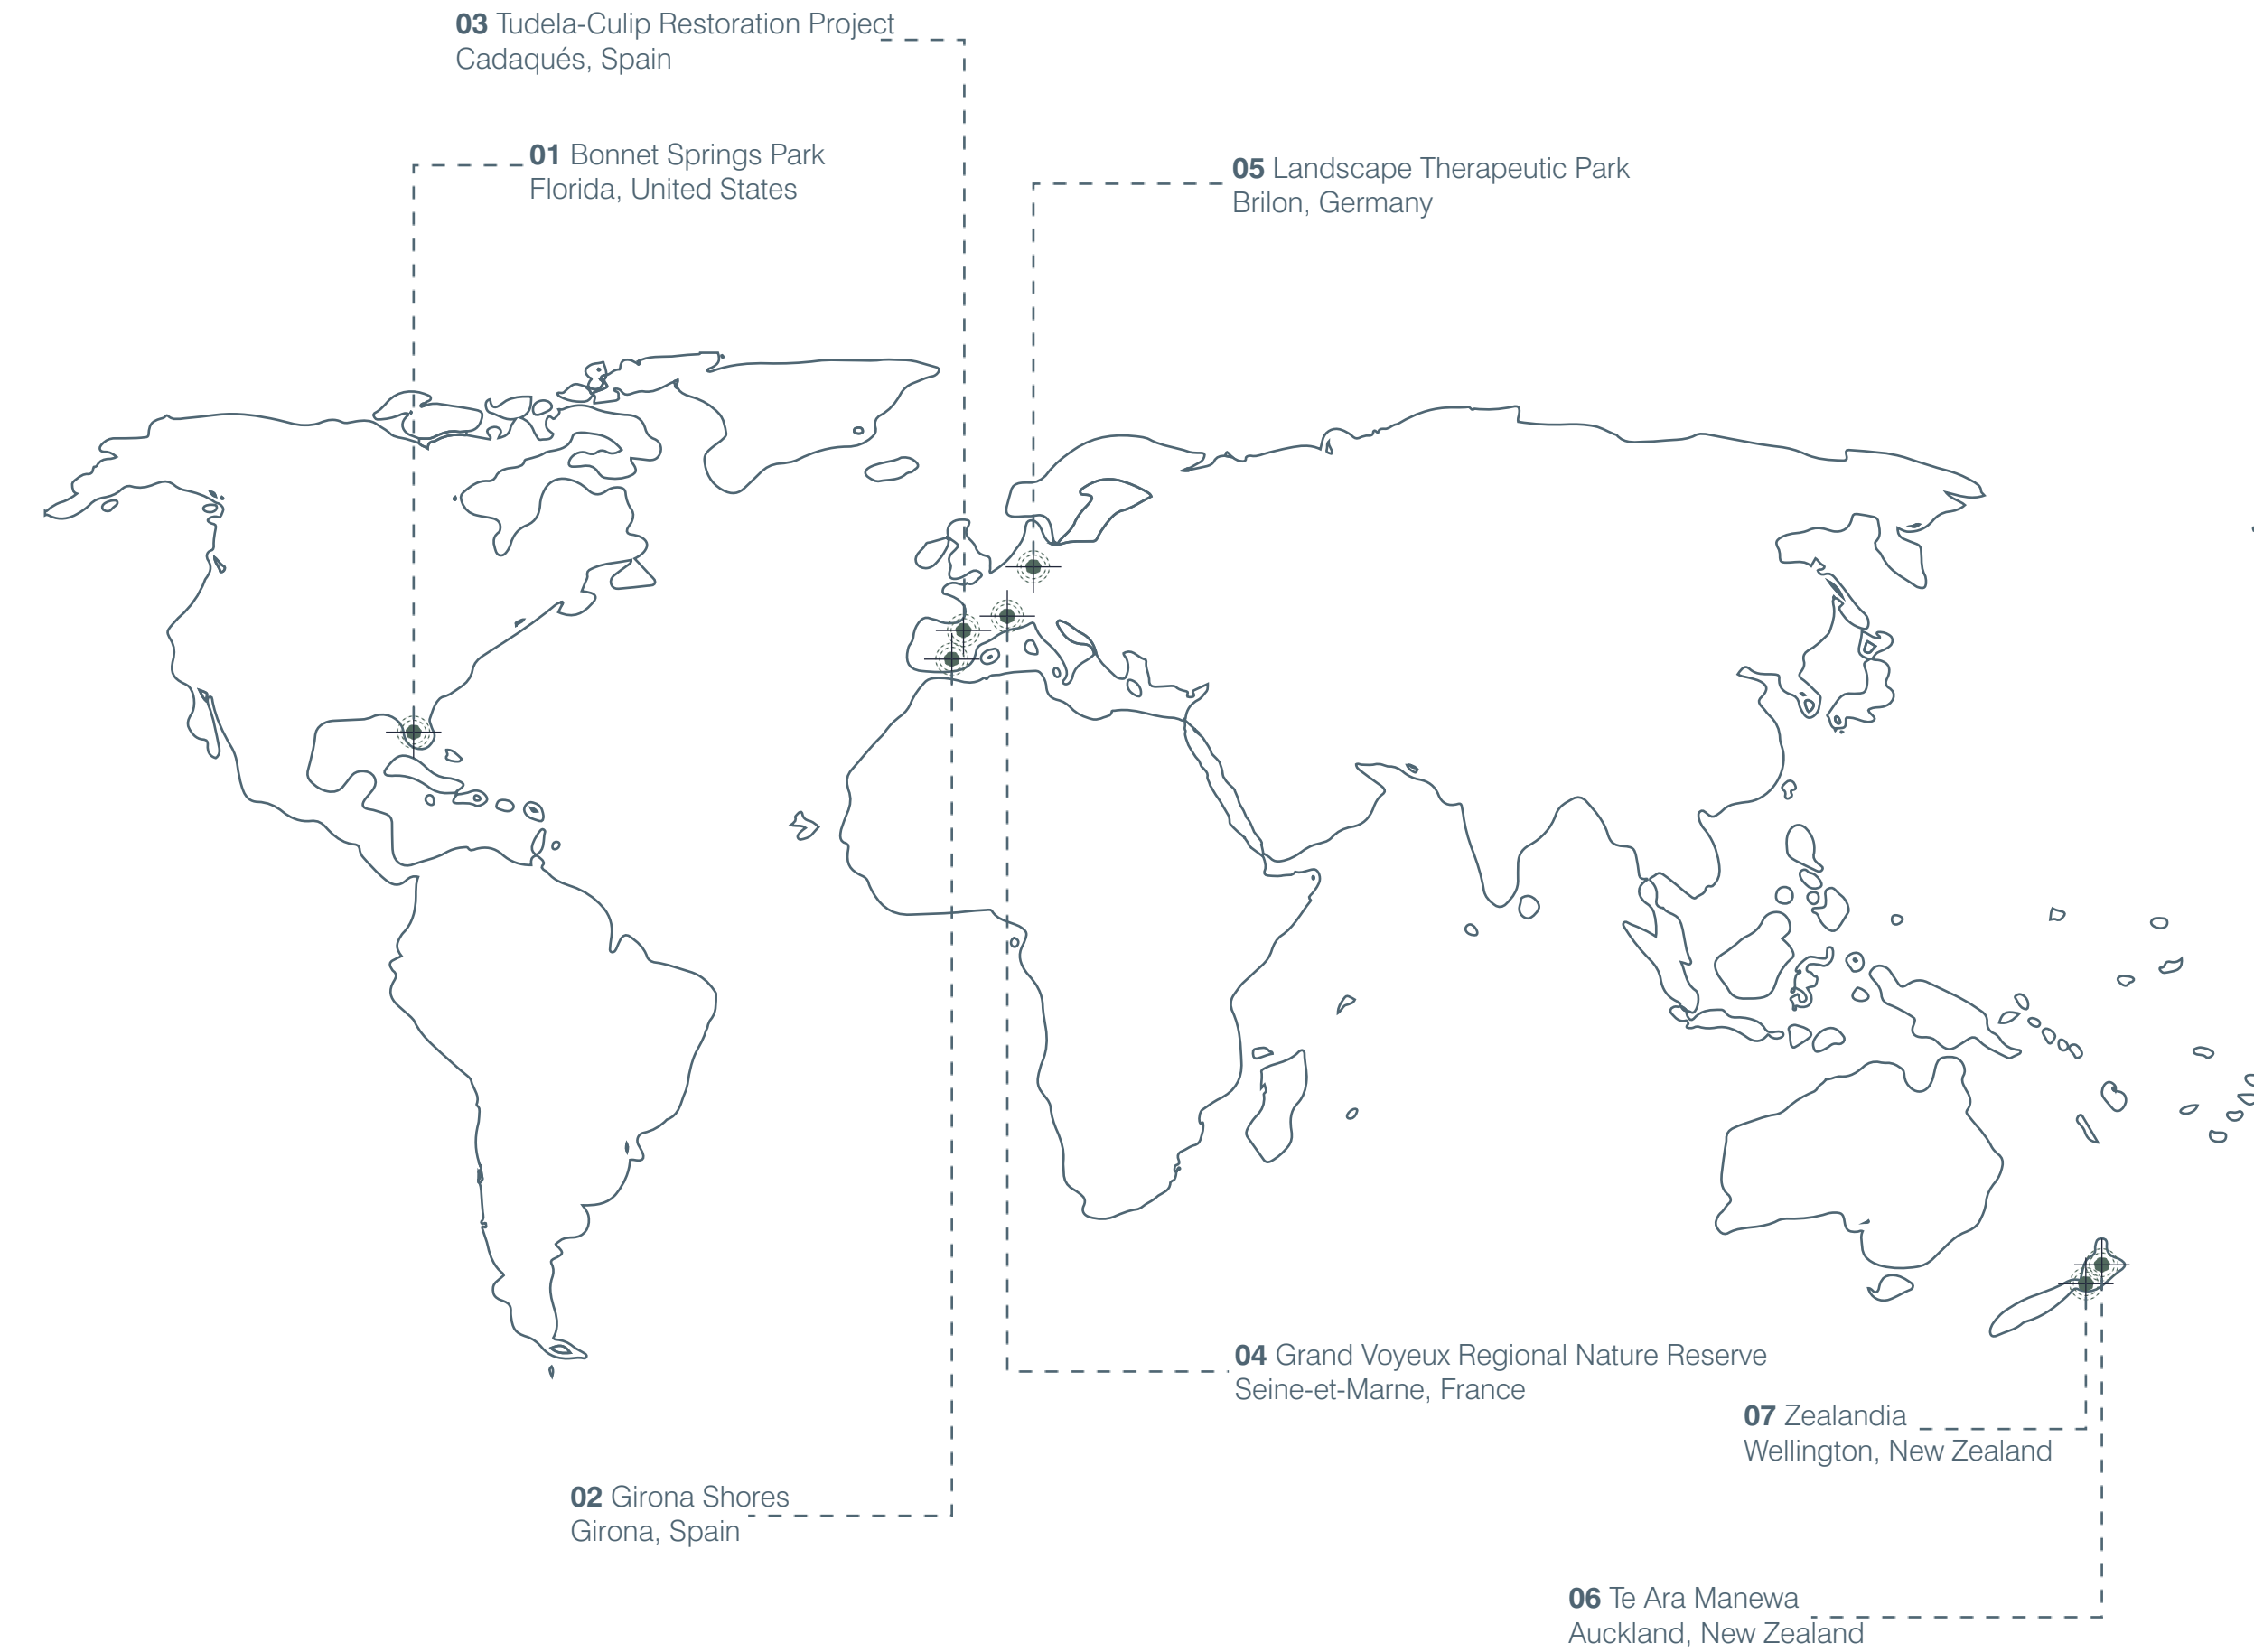 03 Tudela-Culip Restoration Project
Cadaqués, Spain
01 Bonnet Springs Park
Florida, United States
05 Landscape Therapeutic Park
Brilon, Germany
04 Grand Voyeux Regional Nature Reserve
Seine-et-Marne, France
07 Zealandia
Wellington, New Zealand
02 Girona Shores
Girona, Spain
06 Te Ara Manewa
Auckland, New Zealand